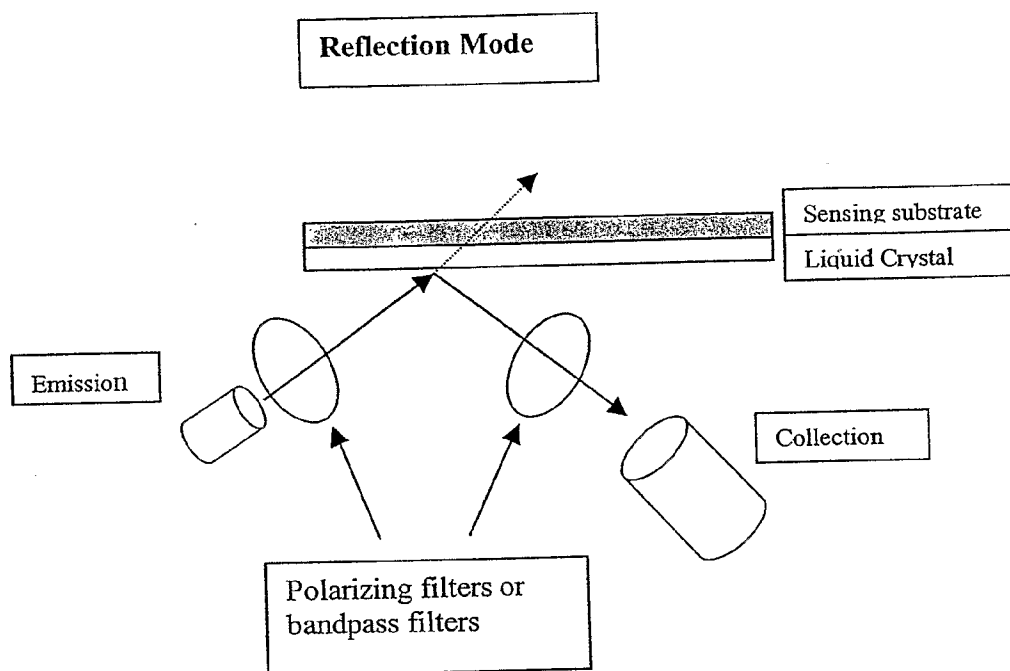 Reflection Mode
Sensing substrate
Liquid Crystal
Emission
Collection
Polarizing filters or
bandpass filters